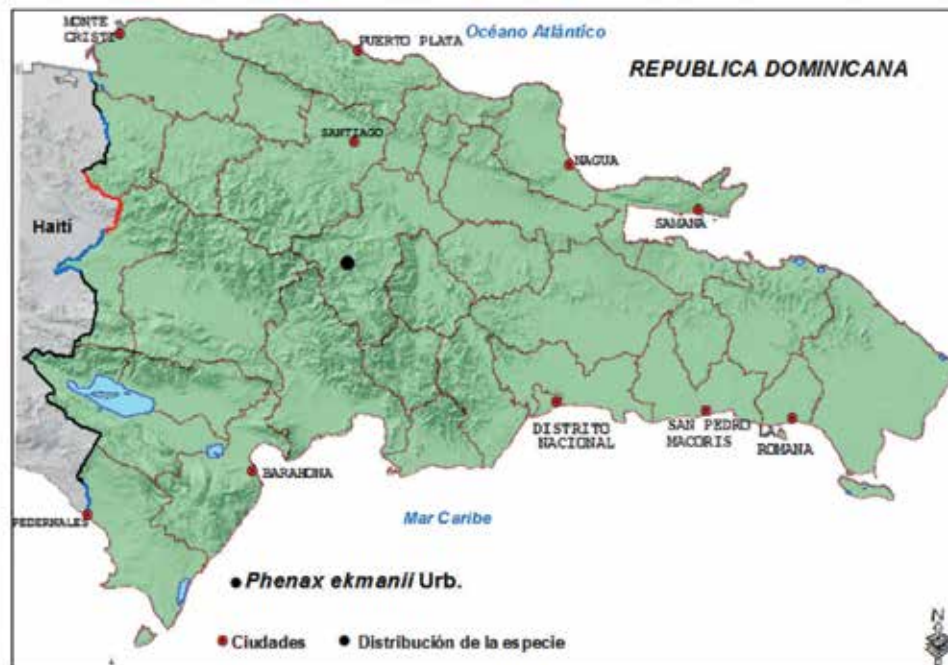 MONTE
CRISTI
PUERTO PLATA
Océano Atlántico
REPUBLICA DOMINICANA
SANTIAGO
NAGUA
SAMANA
Haití
DISTRITO
NACIONAL
SAN PEDRO
MACORIS
LA
ROMANA
BARAHONA
PEDERNALES
Mar Caribe
Phenax ekmanii Urb.
Ciudades
Distribución de la especie
N